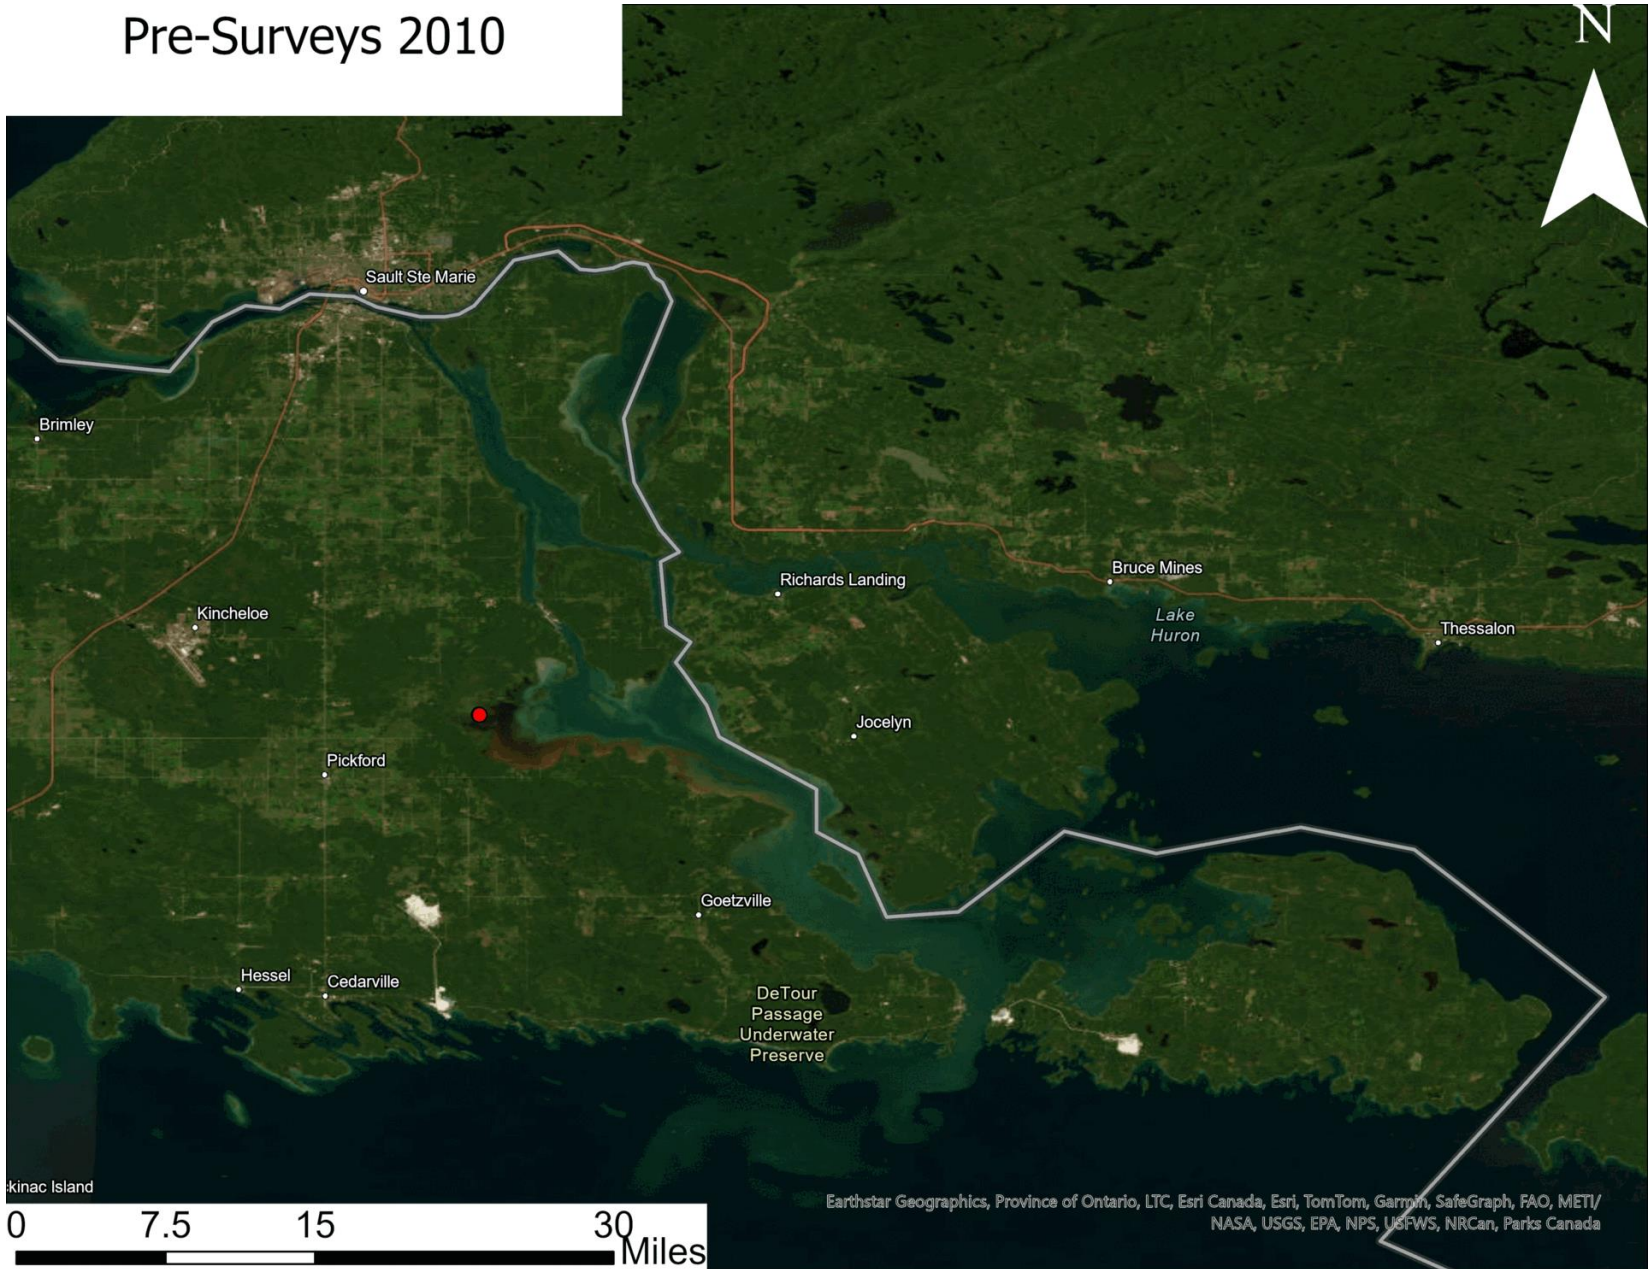 Pre-Surveys 2010
N
Sault Ste Marie
Brimley
Richards Landing
Bruce Mines
Lake
Huron
Kincheloe
Thessalon
Jocelyn
Pickford
Goetzville
Hessel
Cedarville
DeTour
Passage
Underwater
Preserve
ckinac Island
Earthstar Geographics, Province of Ontario, LTC, Esri Canada, Esri, TomTom, Garmin, SafeGraph, FAO, METI/
NASA, USGS, EPA, NPS, USFWS, NRCan, Parks Canada
0 7.5 15 30
Miles